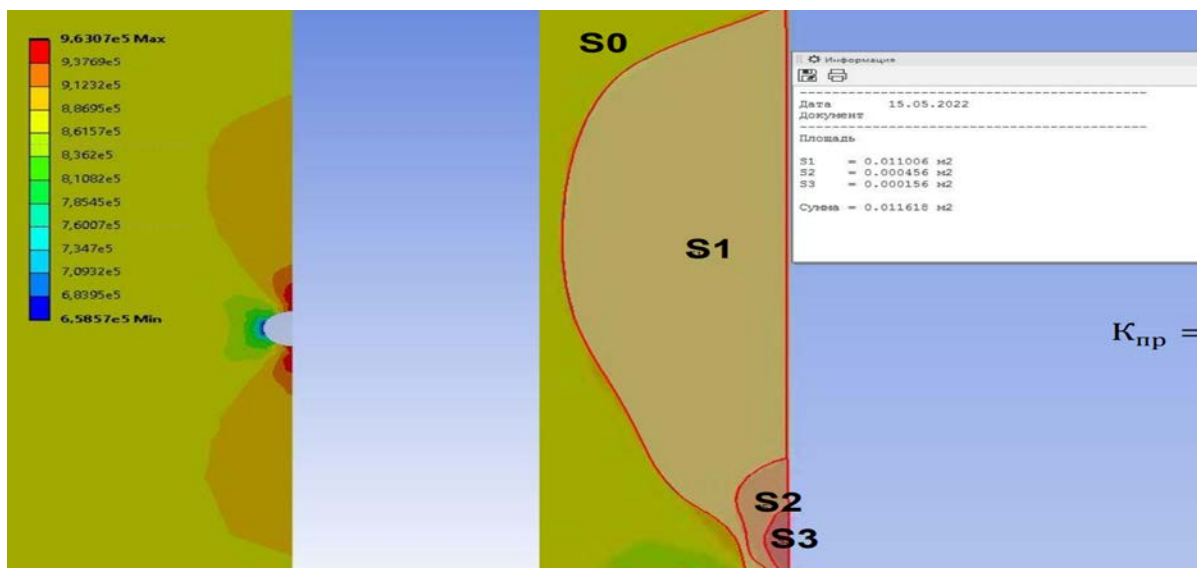 9,6307e5 Max
9,3769e5
9,1232e5
8,8695e5
8,6157e5
8,362e5
8,1082e5
7,8545e5
7,6007e5
7,347e5
7,0932e5
6,8395e5
6,5857e5 Min
S0
S1
S2
S3
Информация
Дата 15.05.2022
Документ
Площадь
S1 = 0.011006 м2
S2 = 0.000456 м2
S3 = 0.000156 м2
Сумма = 0.011618 м2
Кпр =